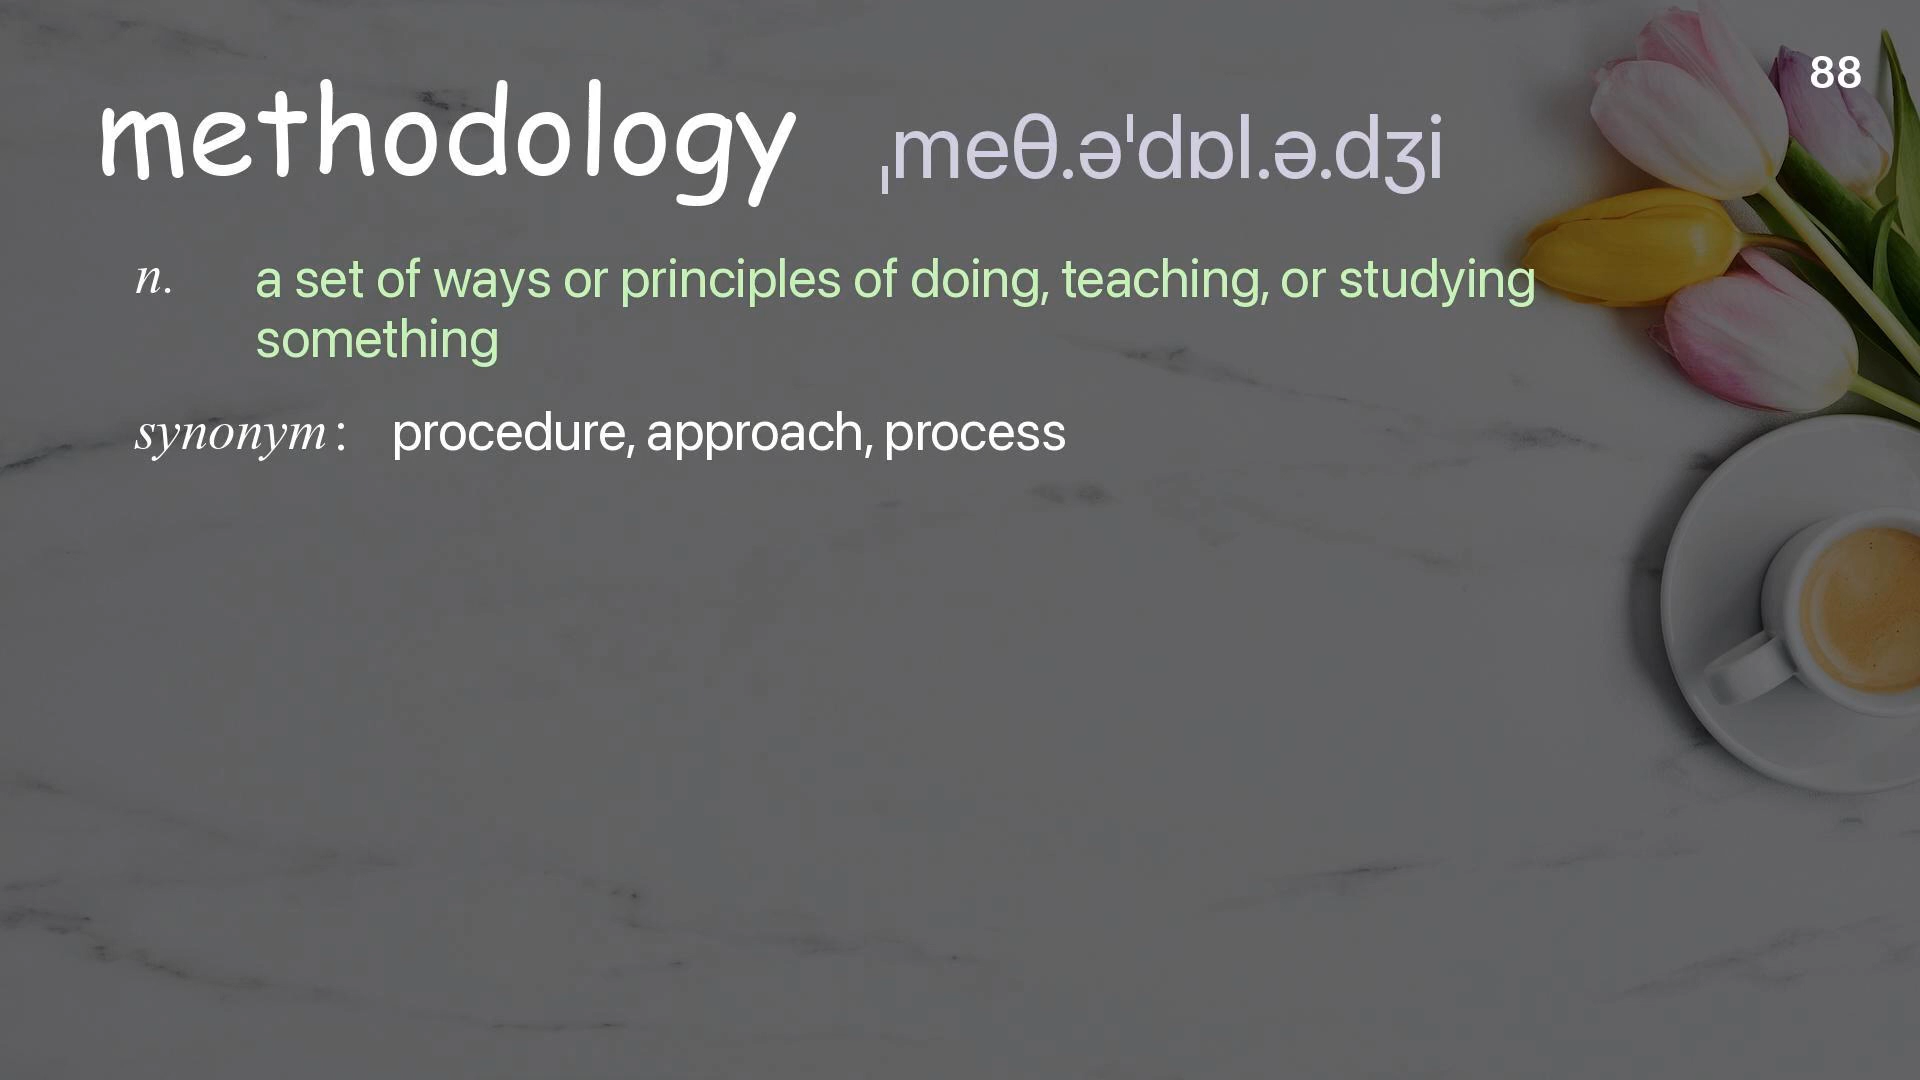 88
methodology ˌmeθ.əˈdɒl.ə.dʒi
n. a set of ways or principles of doing, teaching, or studying
something
synonym: procedure, approach, process